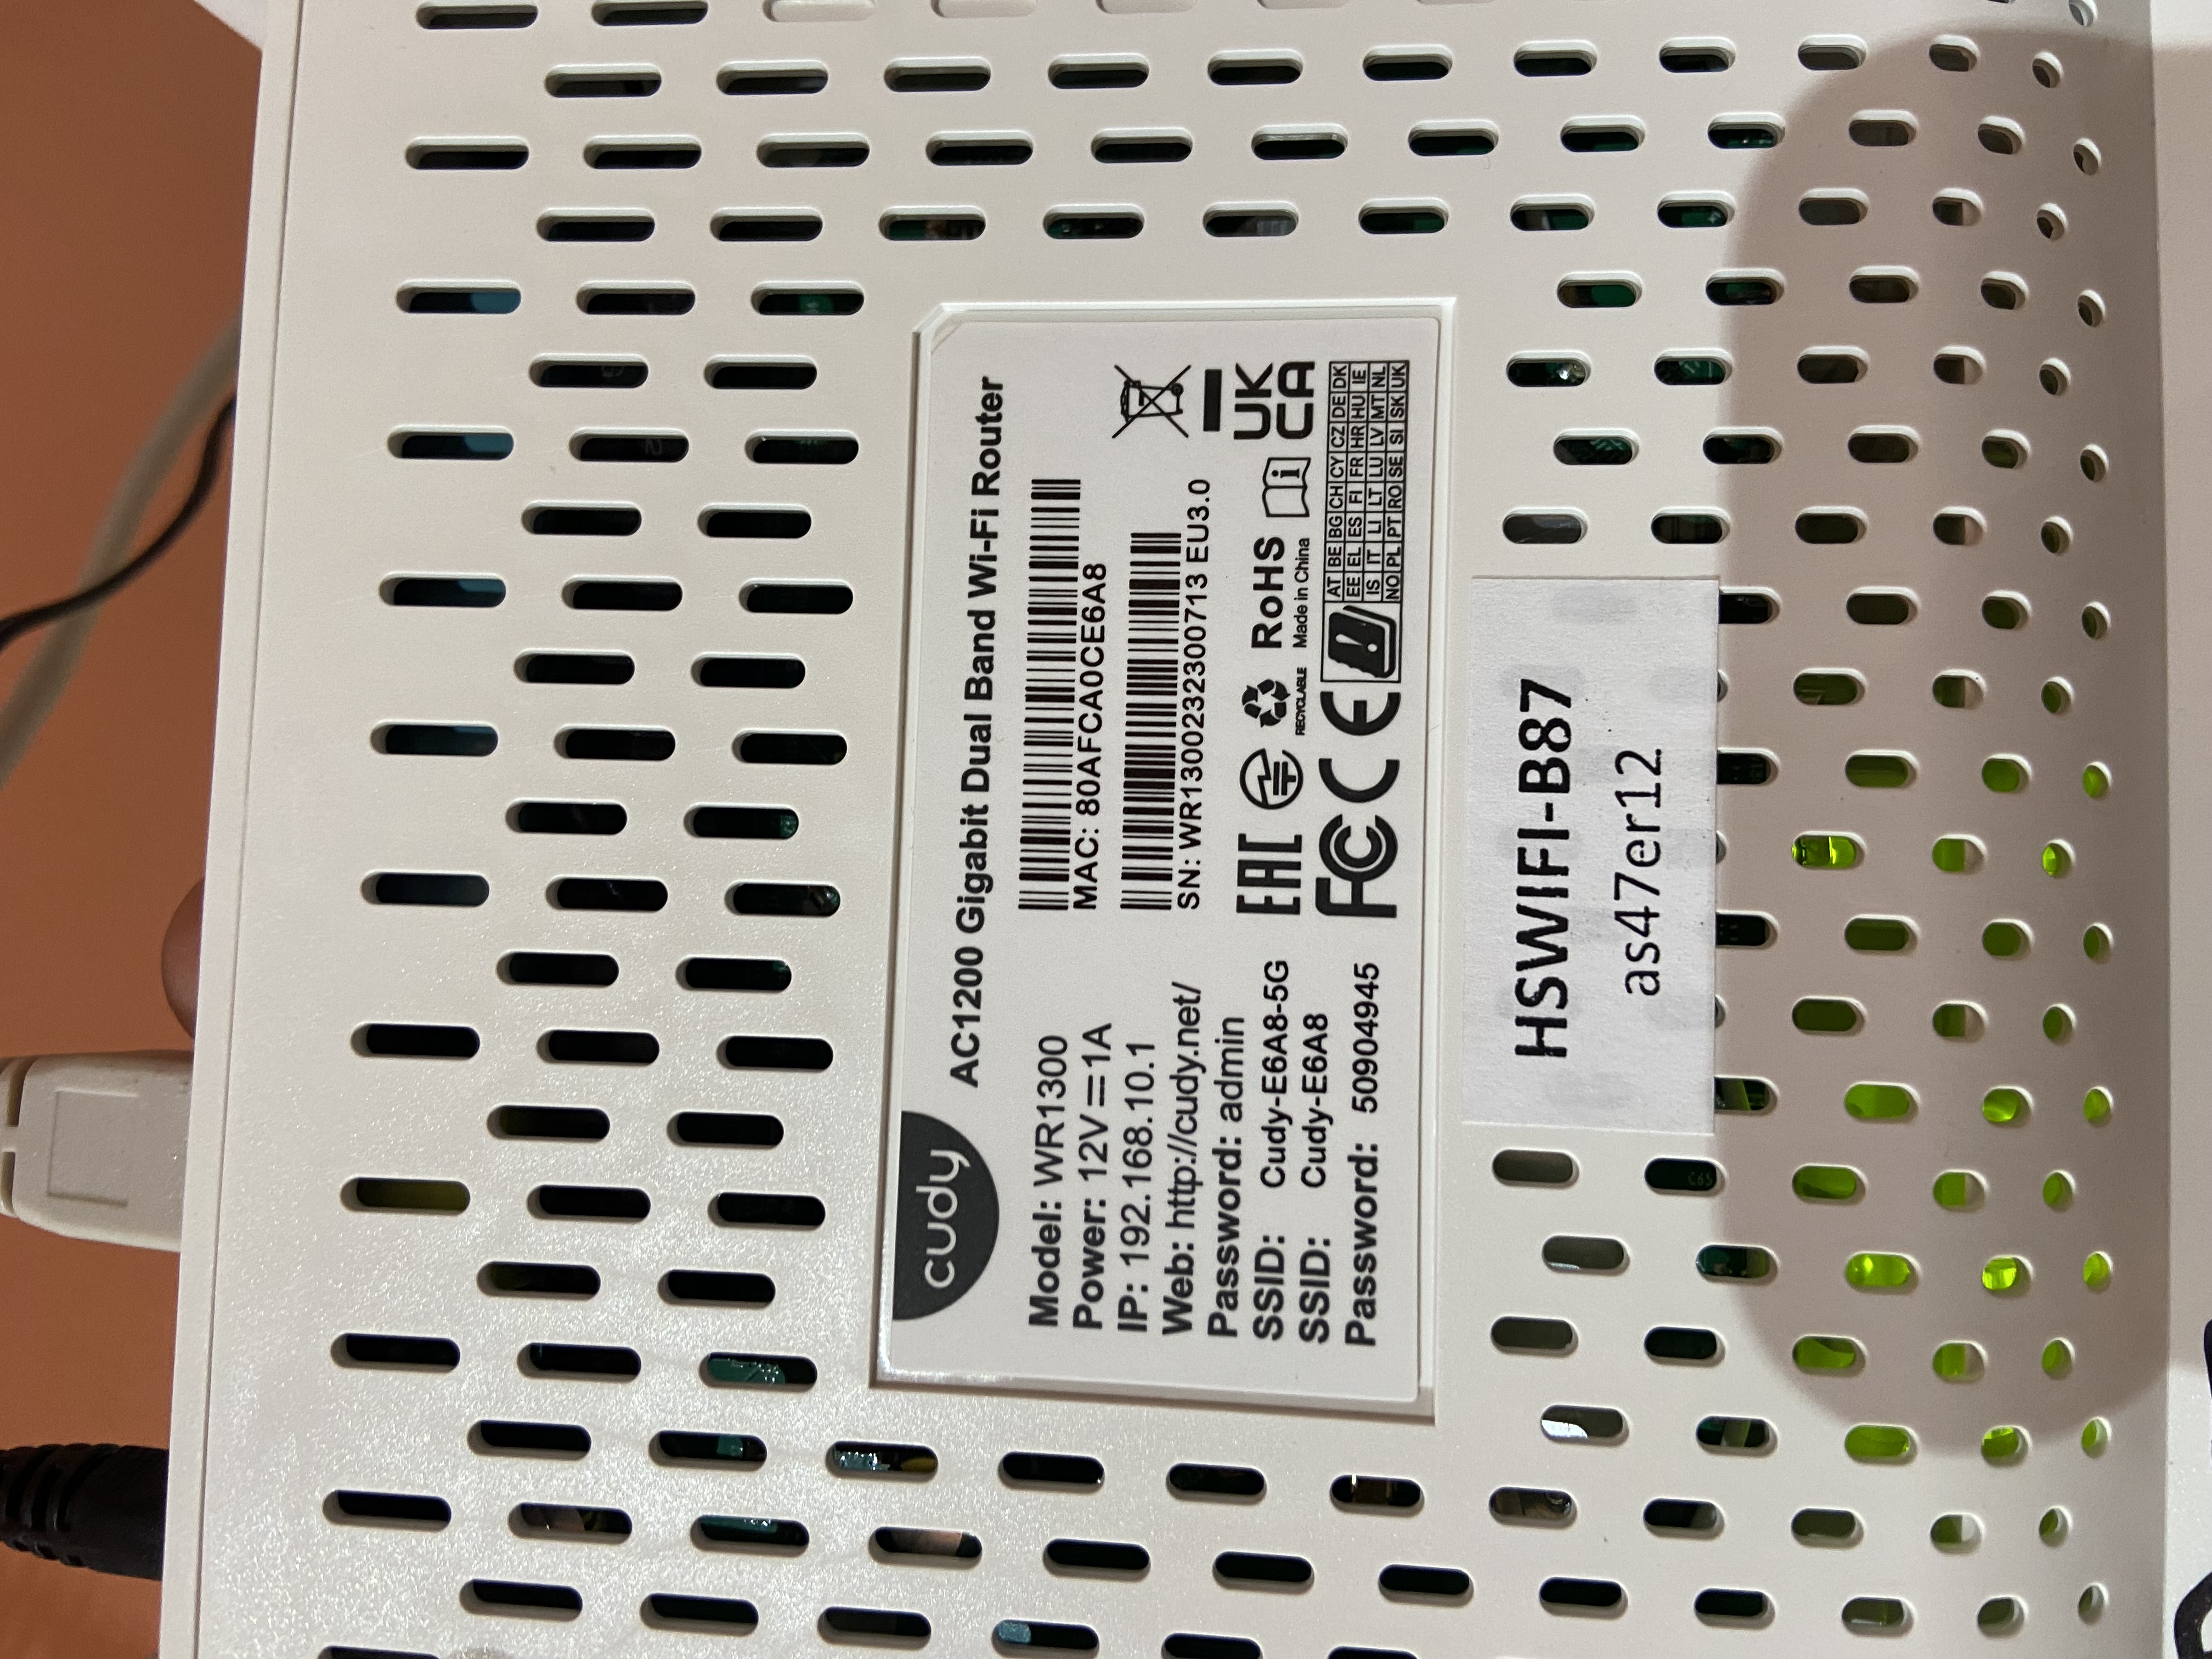 cudy
AC1200 Gigabit Dual Band Wi-Fi Router
Model: WR1300
Power: 12V⎓1A
IP: 192.168.10.1
Web: http://cudy.net/
Password: admin
SSID: Cudy-E6A8-5G
SSID: Cudy-E6A8
Password: 50904945
MAC: 80AFCA0CE6A8
SN: WR1300232300713 EU3.0
EAC RECYCLABLE RoHS
Made in China
UK
CA
FC CE
AT BE BG CH CY CZ DE DK
EE EL ES FI FR HR HU IE
IS IT LI LT LU LV MT NL
NO PL PT RO SE SI SK UK
HSWIFI-B87
as47er12